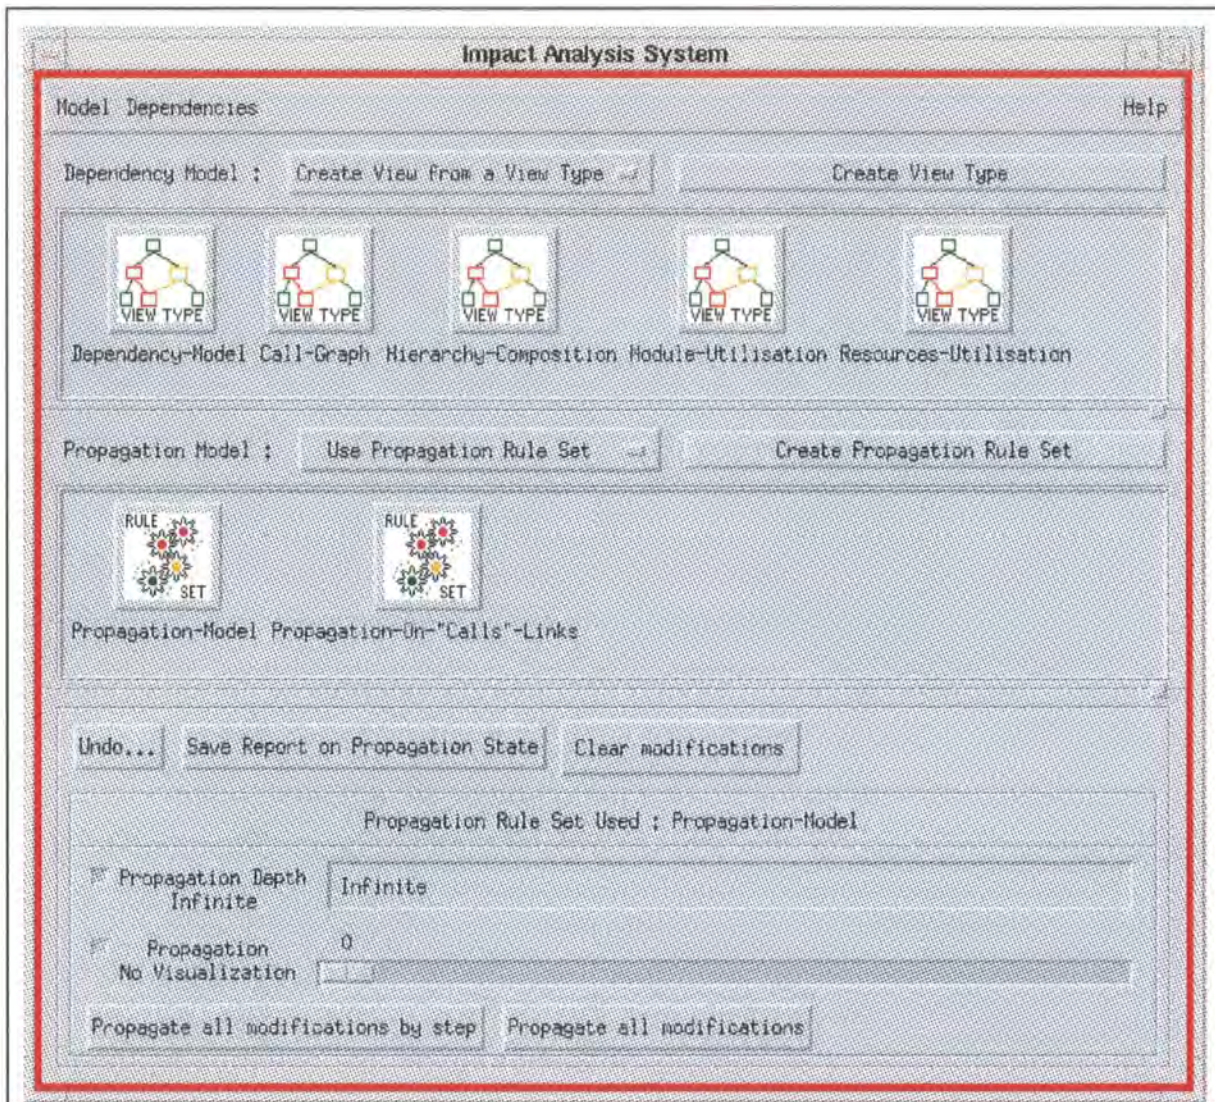 Impact Analysis System
Model Dependencies Help
Dependency Model : Create View from a View Type Create View Type
VIEW TYPE VIEW TYPE VIEW TYPE VIEW TYPE VIEW TYPE
Dependency-Model Call-Graph Hierarchy-Composition Module-Utilisation Resources-Utilisation
Propagation Model : Use Propagation Rule Set Create Propagation Rule Set
RULE RULE
SET SET
Propagation-Model Propagation-On-"Calls"-Links
Undo... Save Report on Propagation State Clear modifications
Propagation Rule Set Used : Propagation-Model
Propagation Depth
Infinite
Infinite
Propagation
No Visualization
0
Propagate all modifications by step Propagate all modifications